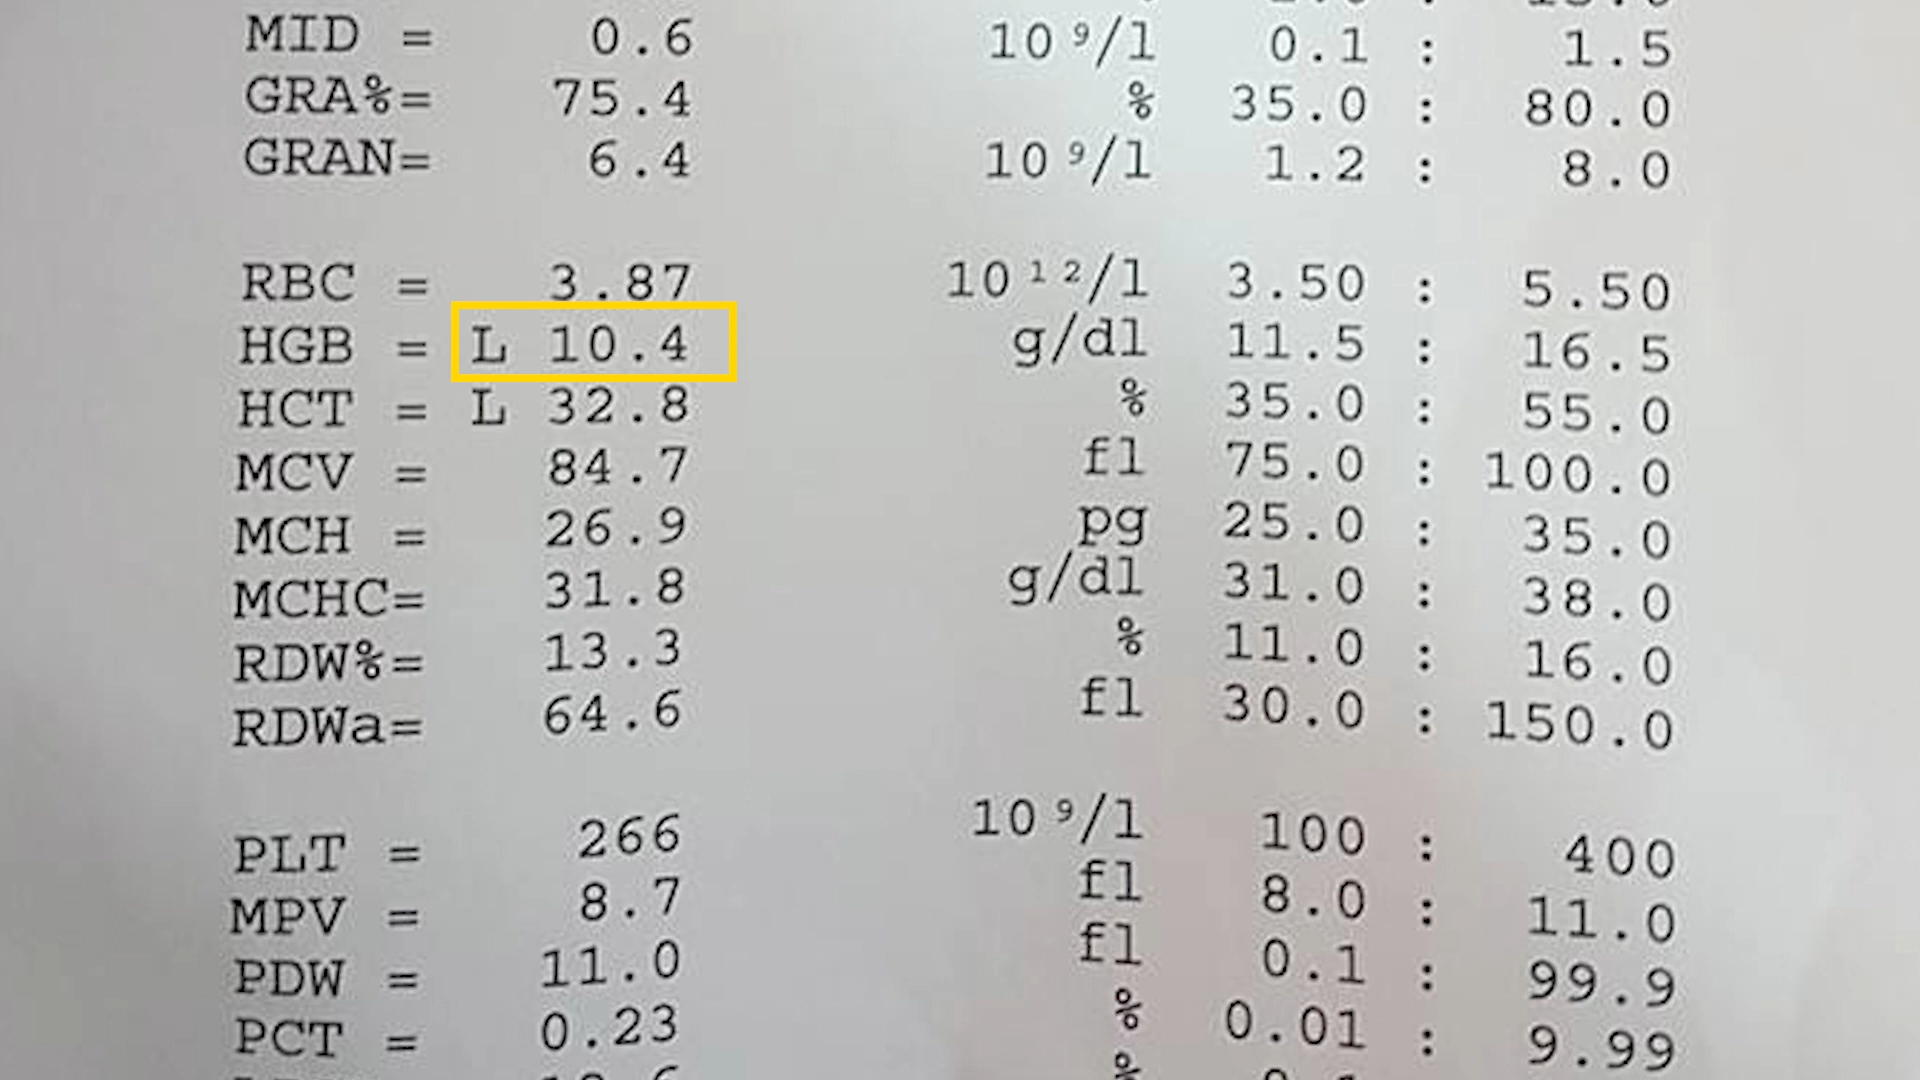 MID = 0.6 10⁹/l 0.1 : 1.5
GRA%= 75.4 % 35.0 : 80.0
GRAN= 6.4 10⁹/l 1.2 : 8.0
RBC = 3.87 10¹²/l 3.50 : 5.50
HGB = L 10.4 g/dl 11.5 : 16.5
HCT = L 32.8 % 35.0 : 55.0
MCV = 84.7 fl 75.0 : 100.0
MCH = 26.9 pg 25.0 : 35.0
MCHC= 31.8 g/dl 31.0 : 38.0
RDW%= 13.3 % 11.0 : 16.0
RDWa= 64.6 fl 30.0 : 150.0
PLT = 266 10⁹/l 100 : 400
MPV = 8.7 fl 8.0 : 11.0
PDW = 11.0 fl 0.1 : 99.9
PCT = 0.23 % 0.01 : 9.99